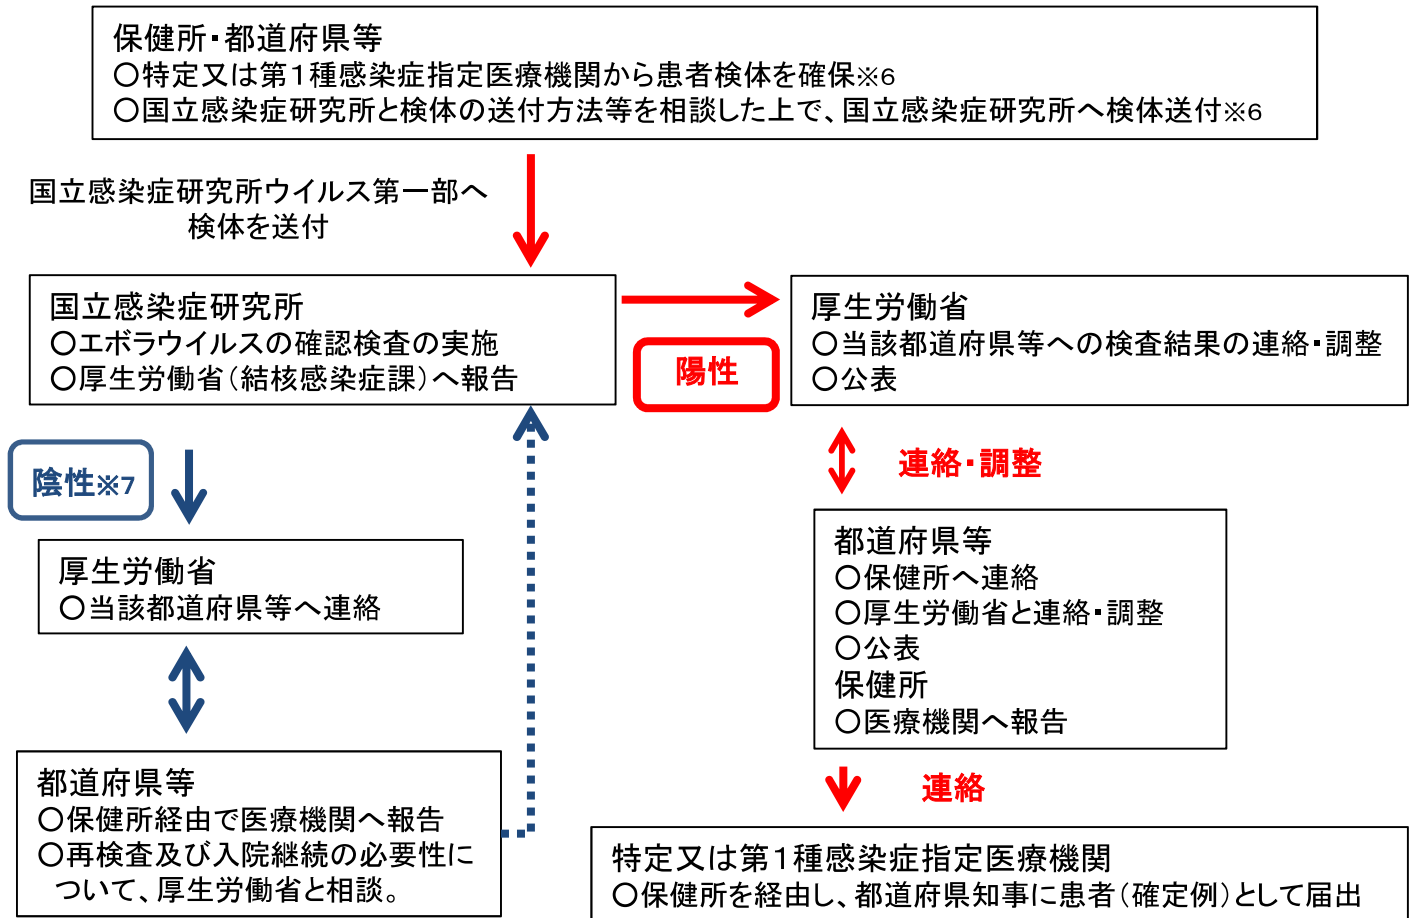 保健所・都道府県等
○特定又は第１種感染症指定医療機関から患者検体を確保※6
○国立感染症研究所と検体の送付方法等を相談した上で、国立感染症研究所へ検体送付※6
国立感染症研究所ウイルス第一部へ
検体を送付
国立感染症研究所
○エボラウイルスの確認検査の実施
○厚生労働省（結核感染症課）へ報告
陽性
厚生労働省
○当該都道府県等への検査結果の連絡・調整
○公表
陰性※7
連絡・調整
厚生労働省
○当該都道府県等へ連絡
都道府県等
○保健所へ連絡
○厚生労働省と連絡・調整
○公表
保健所
○医療機関へ報告
都道府県等
○保健所経由で医療機関へ報告
○再検査及び入院継続の必要性に
ついて、厚生労働省と相談。
連絡
特定又は第１種感染症指定医療機関
○保健所を経由し、都道府県知事に患者（確定例）として届出